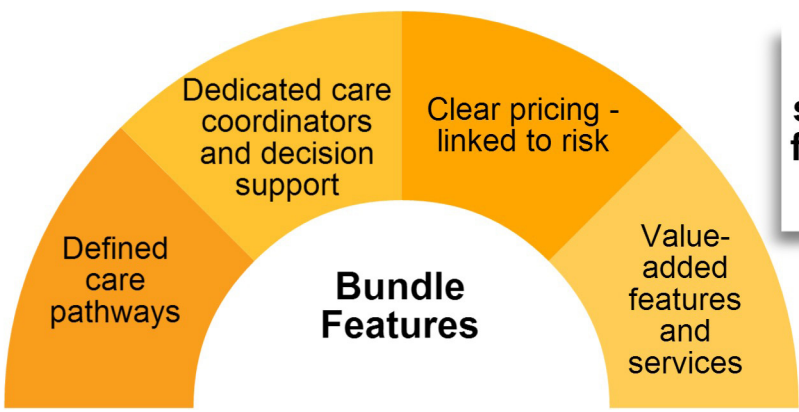 Dedicated care
coordinators
and decision
support
Clear pricing -
linked to risk
Defined
care
pathways
Value-
added
features
and
services
Bundle
Features